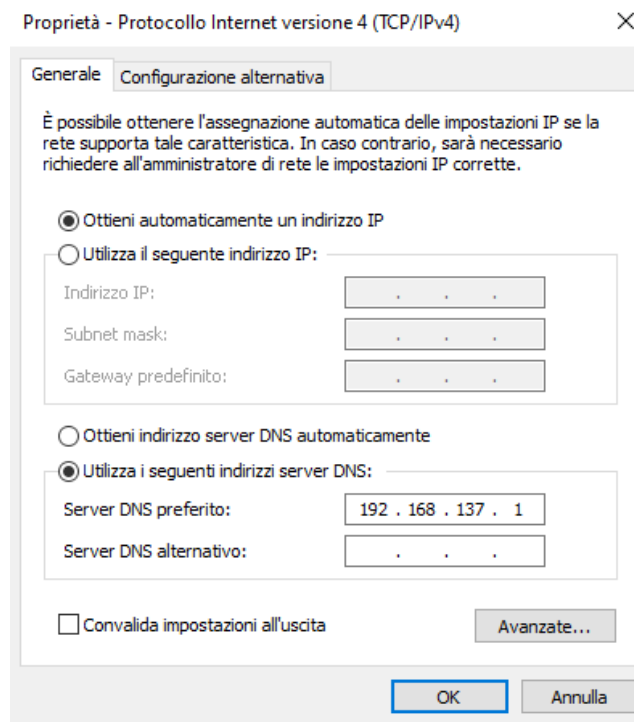 Proprietà - Protocollo Internet versione 4 (TCP/IPv4)
Generale
Configurazione alternativa
È possibile ottenere l'assegnazione automatica delle impostazioni IP se la
rete supporta tale caratteristica. In caso contrario, sarà necessario
richiedere all'amministratore di rete le impostazioni IP corrette.
Ottieni automaticamente un indirizzo IP
Utilizza il seguente indirizzo IP:
Indirizzo IP:
Subnet mask:
Gateway predefinito:
Ottieni indirizzo server DNS automaticamente
Utilizza i seguenti indirizzi server DNS:
Server DNS preferito: 192 . 168 . 137 . 1
Server DNS alternativo:
Convalida impostazioni all'uscita
Avanzate...
OK
Annulla